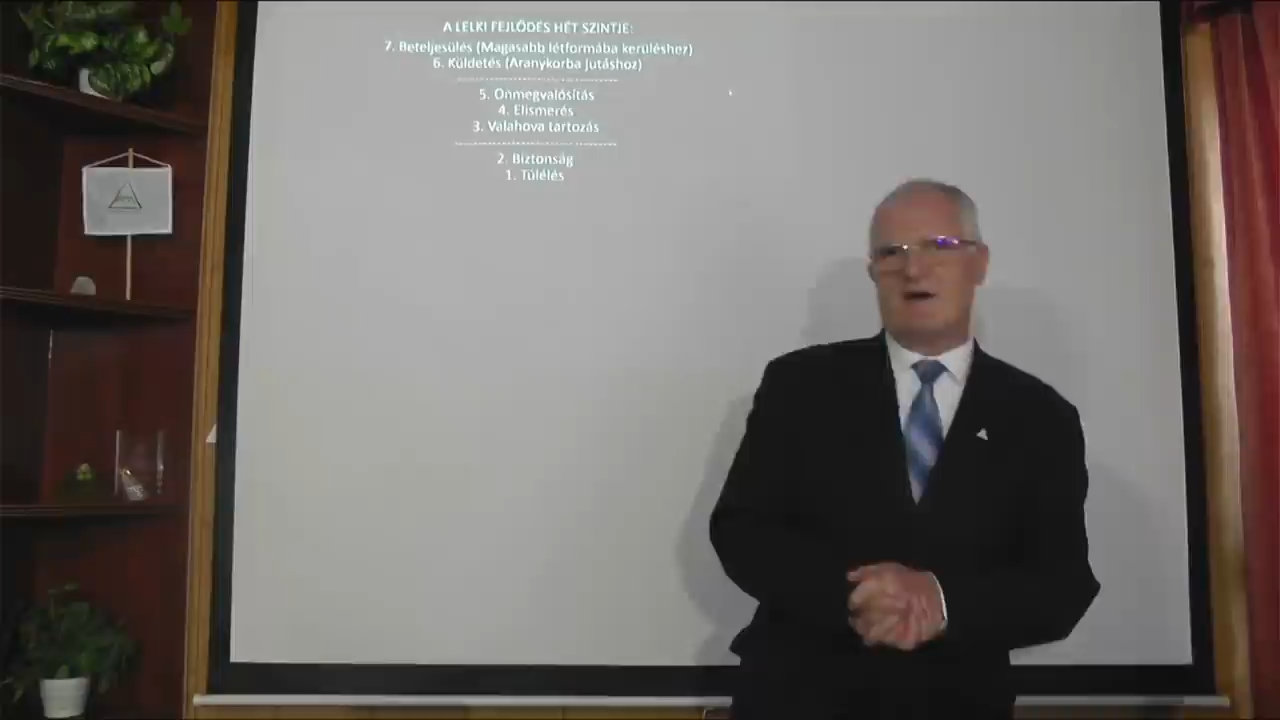 A LELKI FEJLŐDÉS HÉT SZINTJE:
7. Beteljesülés (Magasabb létformába kerüléshez)
6. Küldetés (Aranykorba jutáshoz)
5. Önmegvalósítás
4. Elismerés
3. Valahova tartozás
2. Biztonság
1. Túlélés